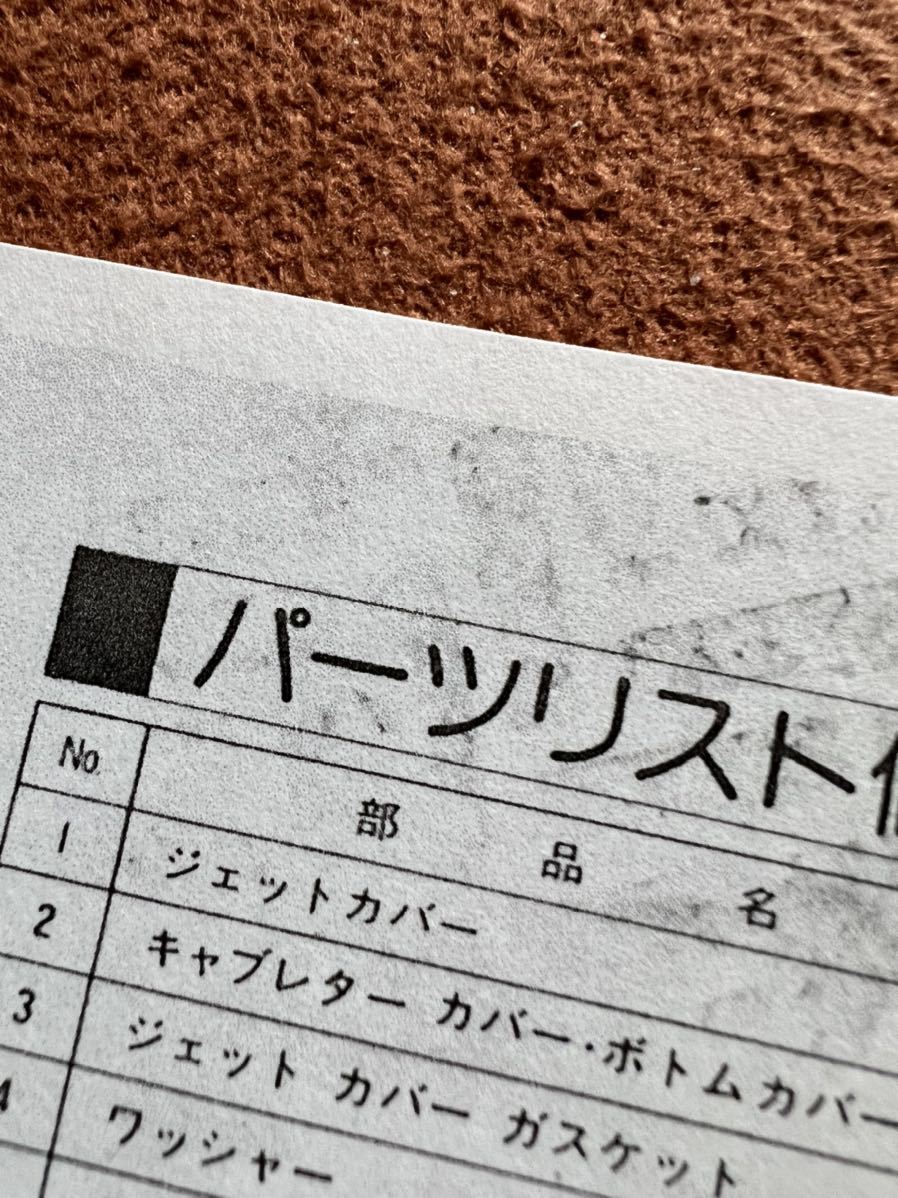 パーツリスト
No. 部品名
1 ジェットカバー
2 キャブレター カバー・ボトムカバー
3 ジェット カバー ガスケット
4 ワッシャー